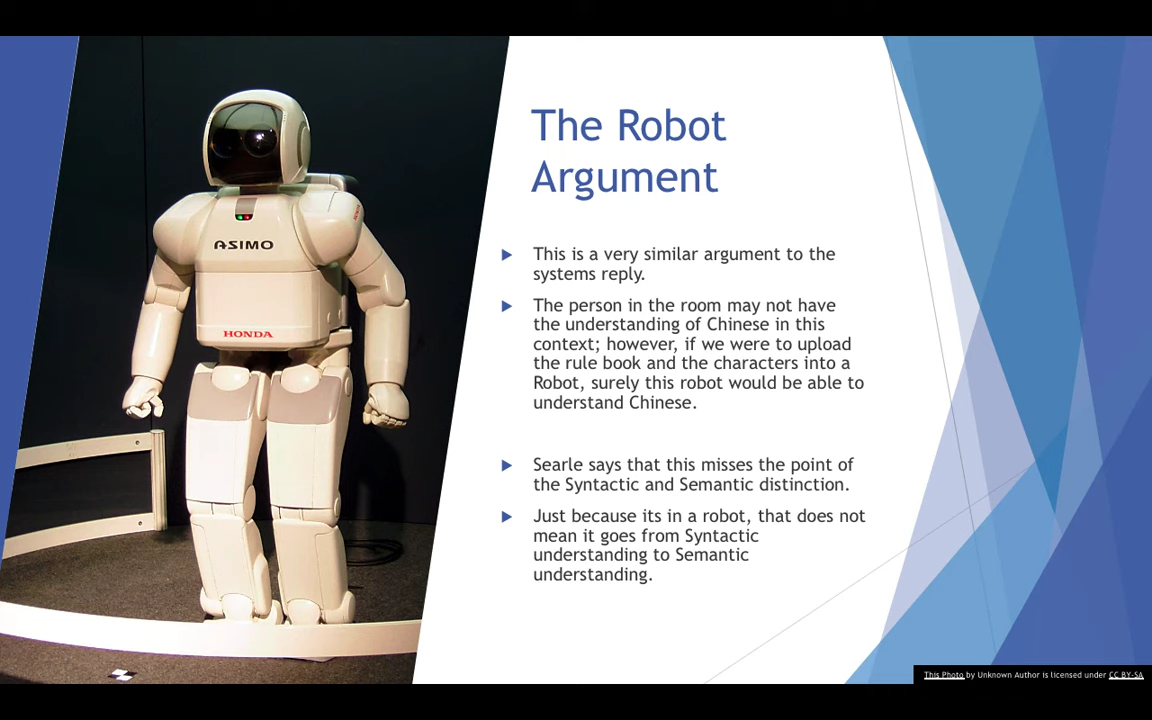 The Robot
Argument
This is a very similar argument to the
systems reply.
The person in the room may not have
the understanding of Chinese in this
context; however, if we were to upload
the rule book and the characters into a
Robot, surely this robot would be able to
understand Chinese.
Searle says that this misses the point of
the Syntactic and Semantic distinction.
Just because its in a robot, that does not
mean it goes from Syntactic
understanding to Semantic
understanding.
ASIMO
HONDA
This Photo by Unknown Author is licensed under CC BY-SA